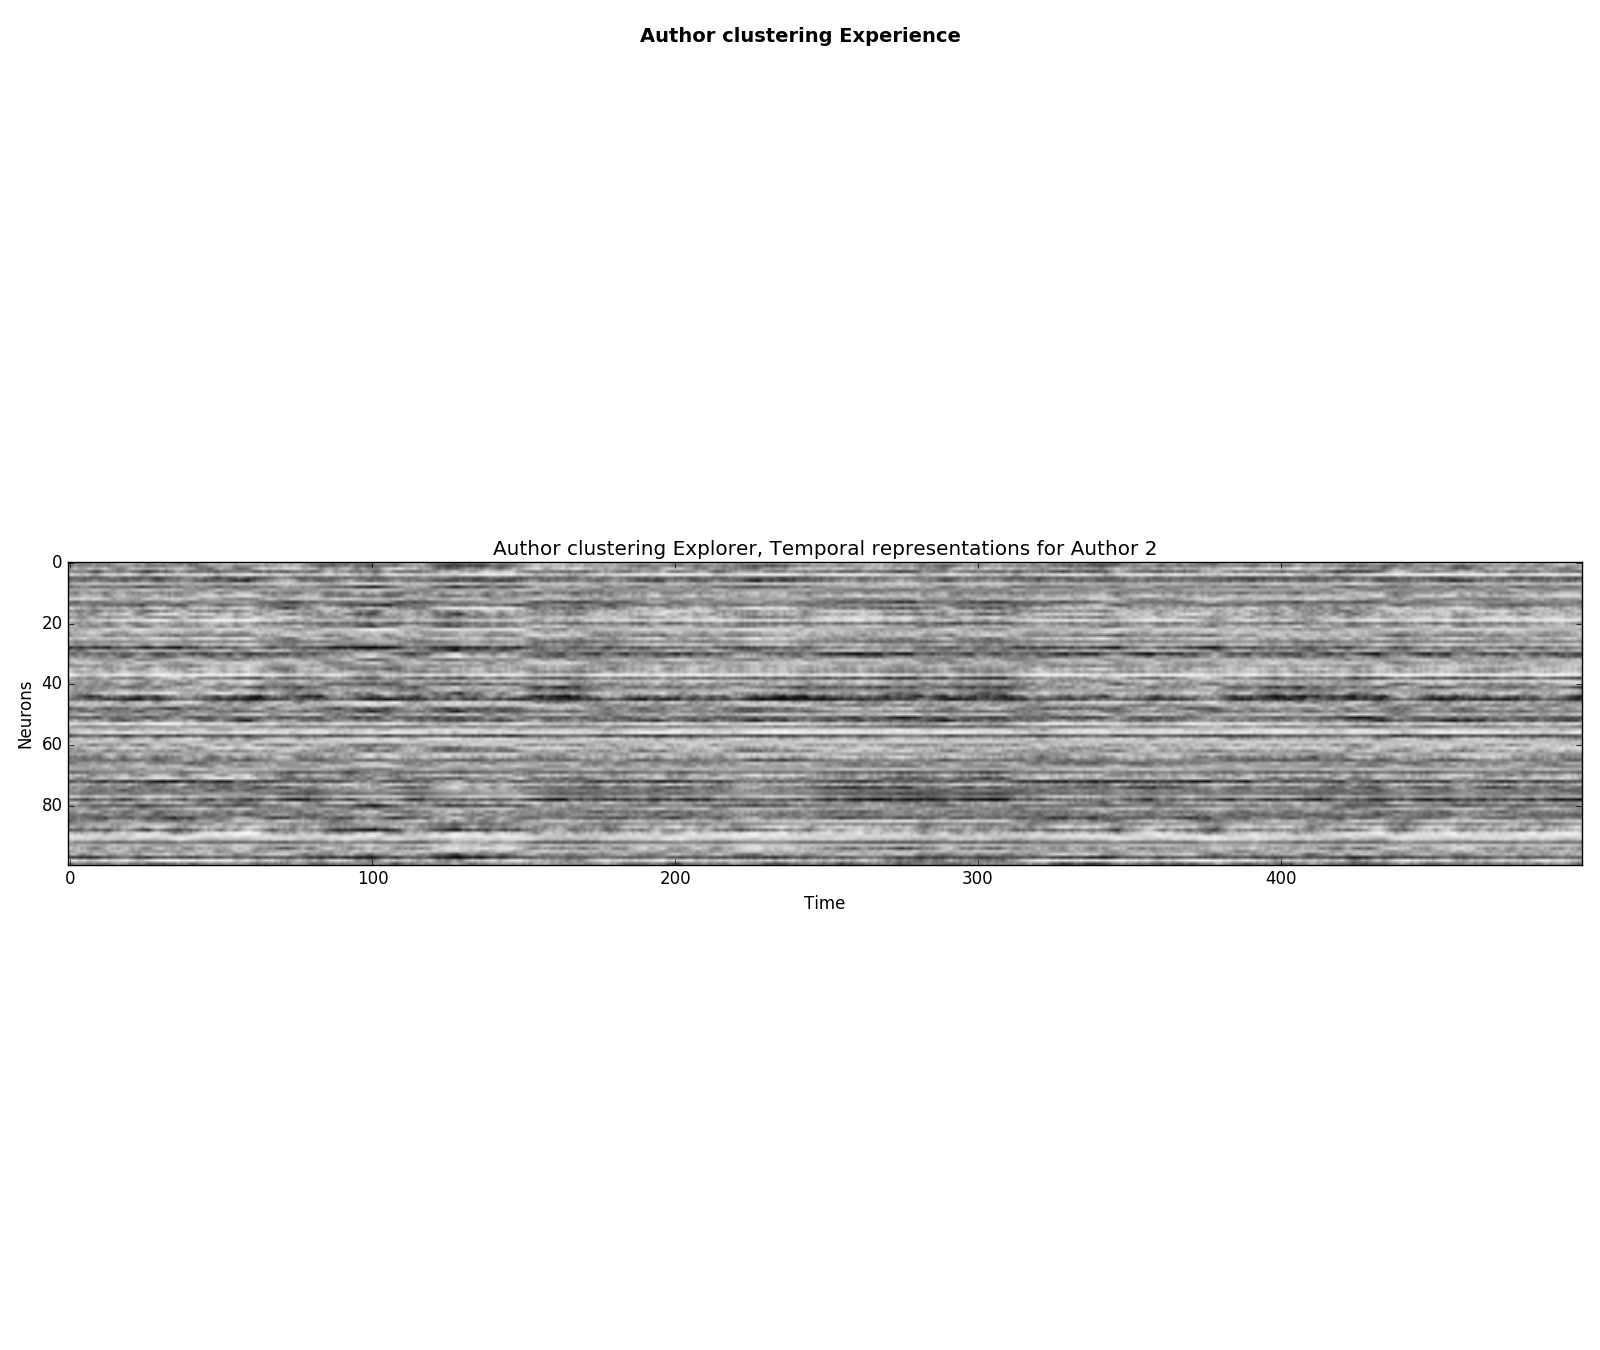 Author clustering Experience
Author clustering Explorer, Temporal representations for Author 2
0
20
40
60
80
Neurons
0 100 200 300 400
Time